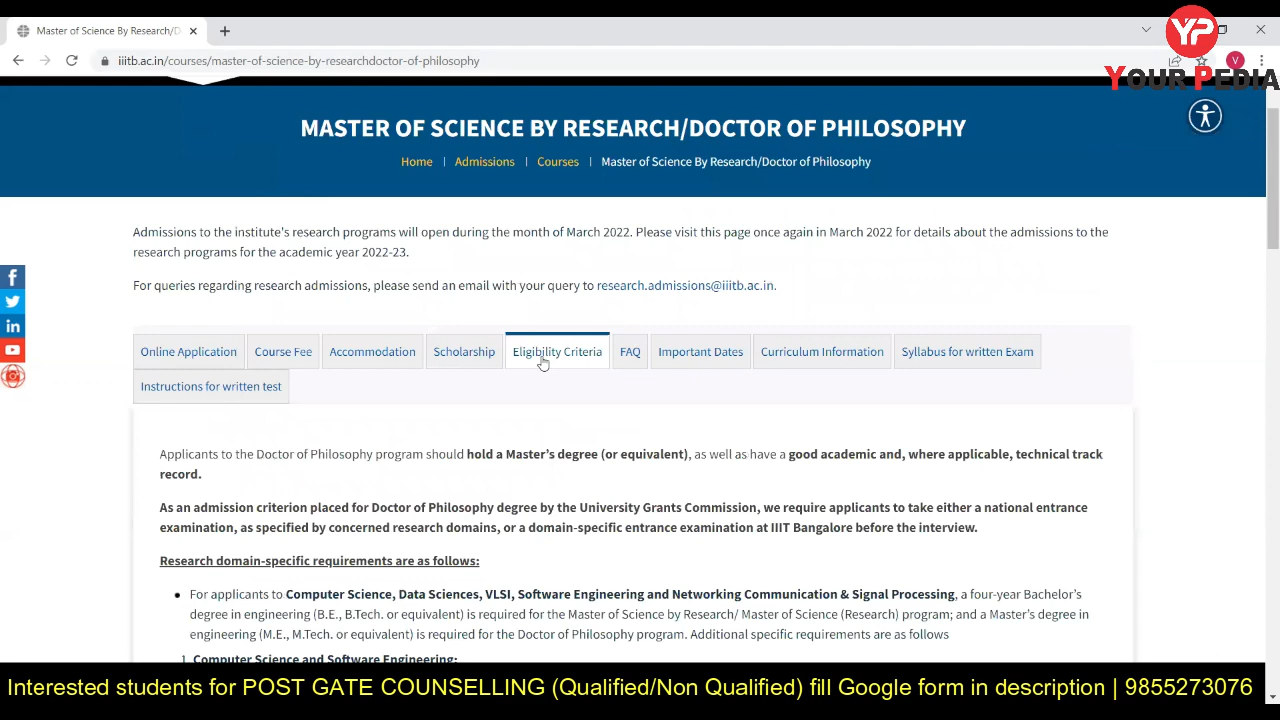 Master of Science By Research/D
iiitb.ac.in/courses/master-of-science-by-researchdoctor-of-philosophy
V
YP
YOUR PEDIA
MASTER OF SCIENCE BY RESEARCH/DOCTOR OF PHILOSOPHY
Home | Admissions | Courses | Master of Science By Research/Doctor of Philosophy
Admissions to the institute's research programs will open during the month of March 2022. Please visit this page once again in March 2022 for details about the admissions to the
research programs for the academic year 2022-23.
For queries regarding research admissions, please send an email with your query to research.admissions@iiitb.ac.in.
Online Application Course Fee Accommodation Scholarship Eligibility Criteria FAQ Important Dates Curriculum Information Syllabus for written Exam
Instructions for written test
Applicants to the Doctor of Philosophy program should hold a Master's degree (or equivalent), as well as have a good academic and, where applicable, technical track
record.
As an admission criterion placed for Doctor of Philosophy degree by the University Grants Commission, we require applicants to take either a national entrance
examination, as specified by concerned research domains, or a domain-specific entrance examination at IIIT Bangalore before the interview.
Research domain-specific requirements are as follows:
• For applicants to Computer Science, Data Sciences, VLSI, Software Engineering and Networking Communication & Signal Processing, a four-year Bachelor's
degree in engineering (B.E., B.Tech. or equivalent) is required for the Master of Science by Research/ Master of Science (Research) program; and a Master's degree in
engineering (M.E., M.Tech. or equivalent) is required for the Doctor of Philosophy program. Additional specific requirements are as follows
1. Computer Science and Software Engineering:
Interested students for POST GATE COUNSELLING (Qualified/Non Qualified) fill Google form in description | 9855273076